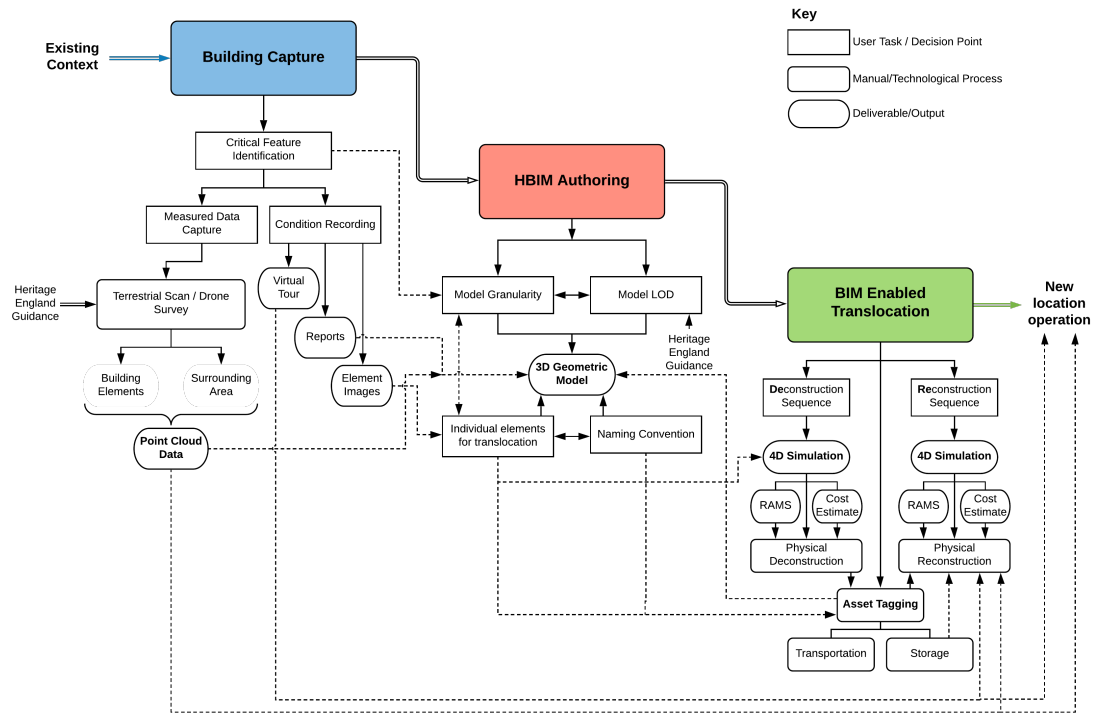 Key
User Task / Decision Point
Manual/Technological Process
Deliverable/Output
Existing
Context
Building Capture
Critical Feature
Identification
Measured Data
Capture
Condition Recording
Heritage
England
Guidance
Terrestrial Scan / Drone
Survey
Virtual
Tour
Reports
Element
Images
Building
Elements
Surrounding
Area
Point Cloud
Data
HBIM Authoring
Model Granularity
Model LOD
Heritage
England
Guidance
3D Geometric
Model
Individual elements
for translocation
Naming Convention
BIM Enabled
Translocation
New
location
operation
Deconstruction
Sequence
Reconstruction
Sequence
4D Simulation
4D Simulation
RAMS
Cost
Estimate
RAMS
Cost
Estimate
Physical
Deconstruction
Physical
Reconstruction
Asset Tagging
Transportation
Storage